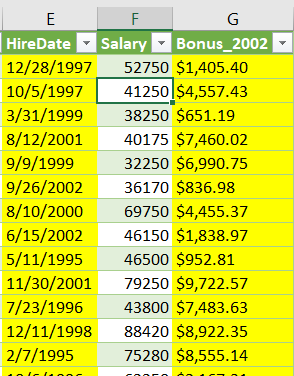 E F G
HireDate Salary Bonus_2002
12/28/1997 52750 $1,405.40
10/5/1997 41250 $4,557.43
3/31/1999 38250 $651.19
8/12/2001 40175 $7,460.02
9/9/1999 32250 $6,990.75
9/26/2002 36170 $836.98
8/10/2000 69750 $4,455.37
6/15/2002 46150 $1,838.97
5/11/1995 46500 $952.81
11/30/2001 79250 $9,722.57
7/23/1996 43800 $7,483.63
12/11/1998 88420 $8,922.35
2/7/1995 75280 $8,555.14